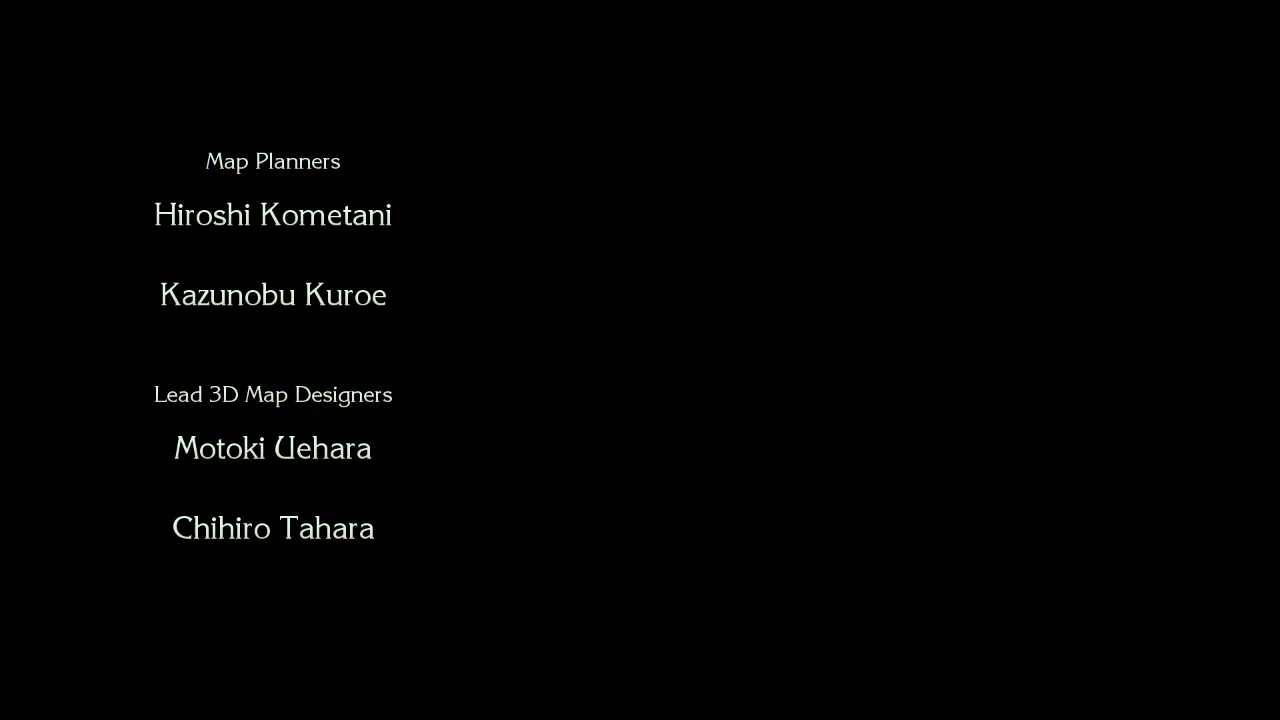 Map Planners
Hiroshi Kometani
Kazunobu Kuroe
Lead 3D Map Designers
Motoki Uehara
Chihiro Tahara